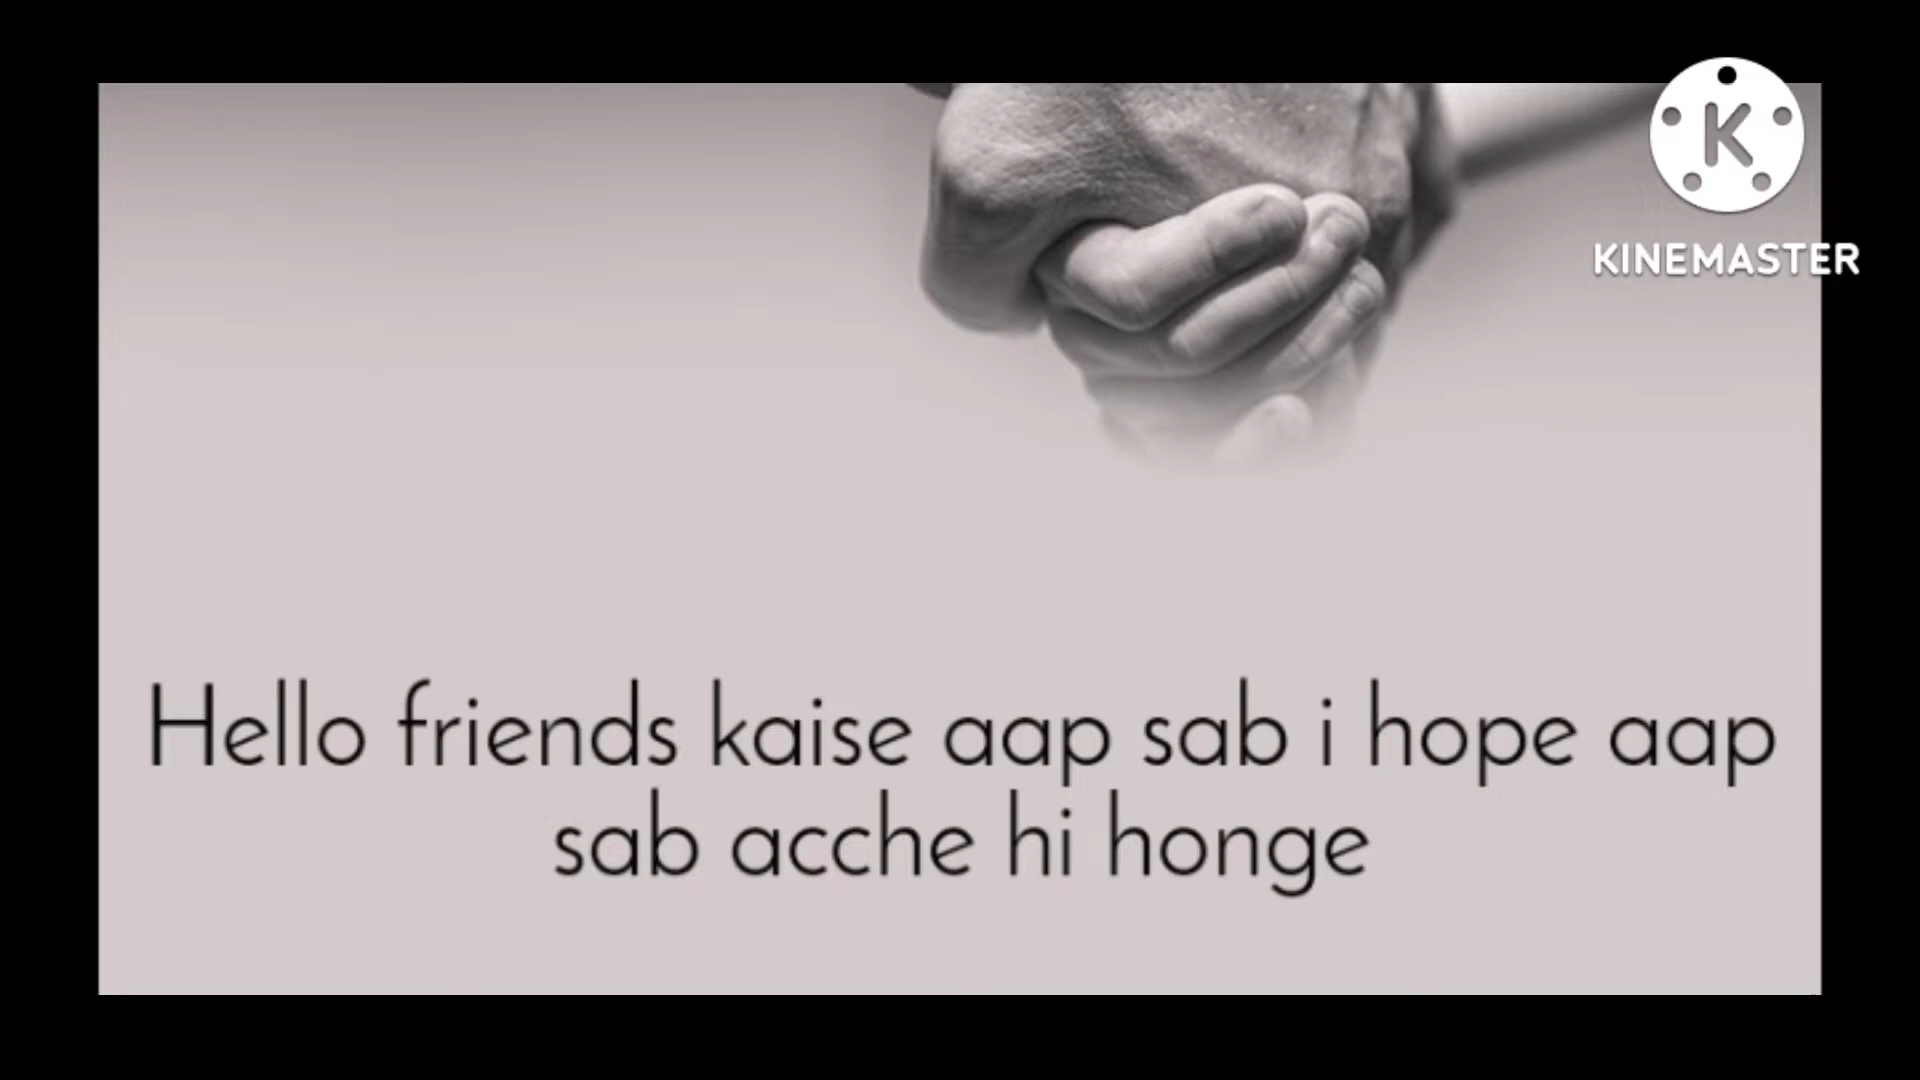 K
KINEMASTER
Hello friends kaise aap sab i hope aap
sab acche hi honge